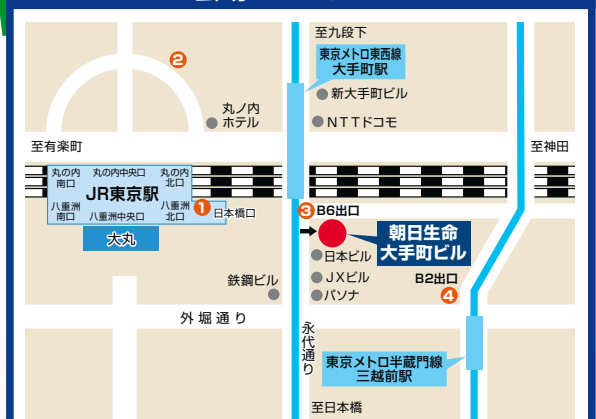 至九段下
東京メトロ東西線
大手町駅
❷
新大手町ビル
丸ノ内
ホテル
NTTドコモ
至有楽町
至神田
丸の内
南口
丸の内中央口
丸の内
北口
JR東京駅
八重洲
南口
八重洲中央口
八重洲
北口
❶
日本橋口
大丸
❸
B6出口
朝日生命
大手町ビル
日本ビル
JXビル
パソナ
鉄鋼ビル
B2出口
❹
外堀通り
永代通り
東京メトロ半蔵門線
三越前駅
至日本橋